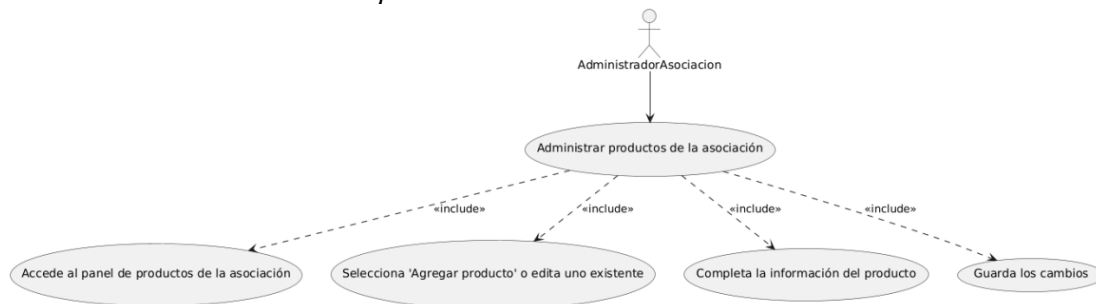 AdministradorAsociacion
Administrar productos de la asociación
«include» «include» «include» «include»
Accede al panel de productos de la asociación
Selecciona 'Agregar producto' o edita uno existente
Completa la información del producto
Guarda los cambios